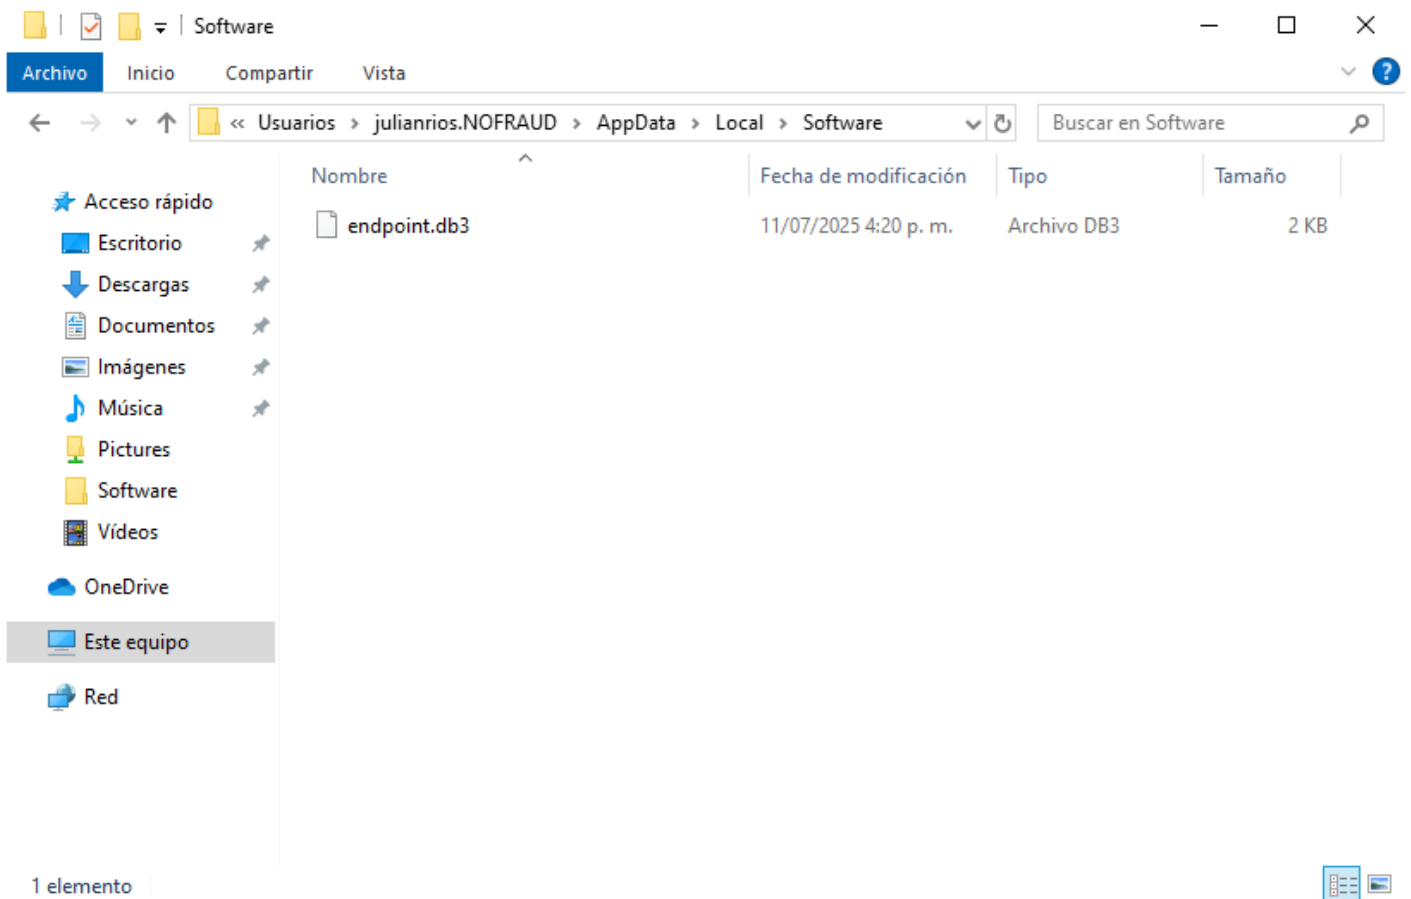 Software
Archivo Inicio Compartir Vista
« Usuarios > julianrios.NOFRAUD > AppData > Local > Software Buscar en Software
Nombre Fecha de modificación Tipo Tamaño
Acceso rápido
endpoint.db3 11/07/2025 4:20 p. m. Archivo DB3 2 KB
Escritorio
Descargas
Documentos
Imágenes
Música
Pictures
Software
Vídeos
OneDrive
Este equipo
Red
1 elemento